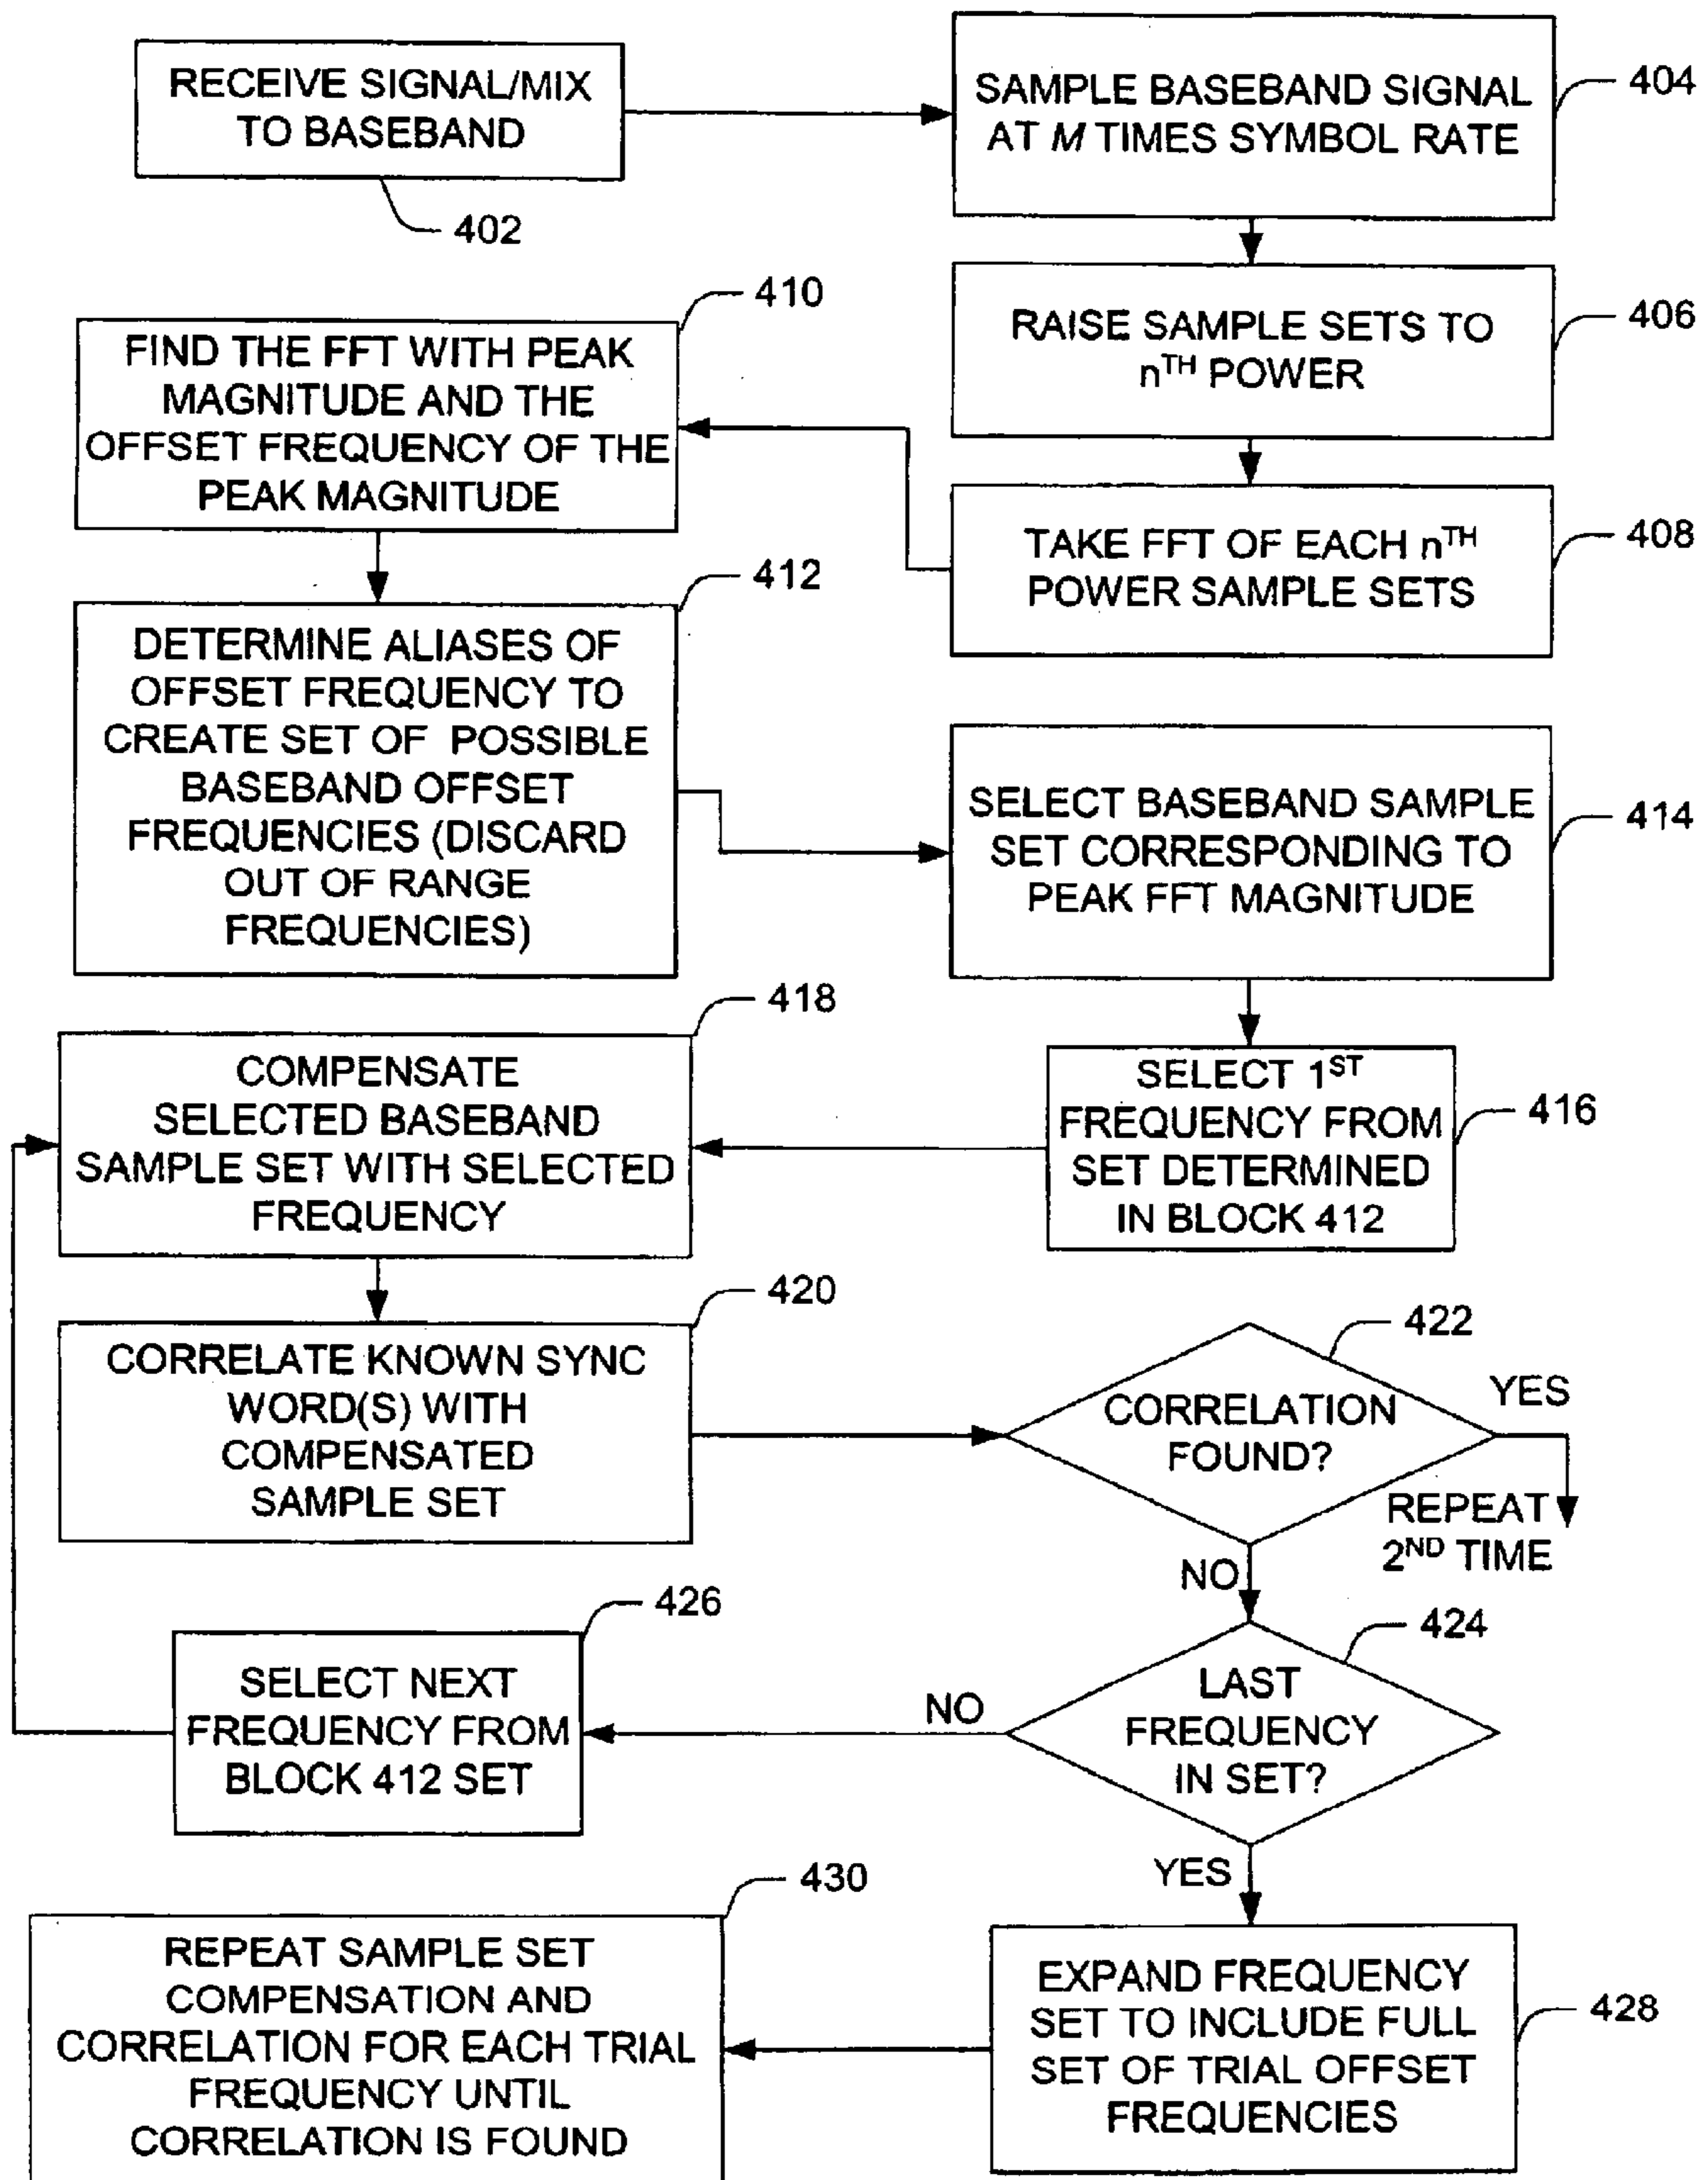 RECEIVE SIGNAL/MIX
TO BASEBAND
402
SAMPLE BASEBAND SIGNAL
AT M TIMES SYMBOL RATE
404
RAISE SAMPLE SETS TO
nTH POWER
406
TAKE FFT OF EACH nTH
POWER SAMPLE SETS
408
410
FIND THE FFT WITH PEAK
MAGNITUDE AND THE
OFFSET FREQUENCY OF THE
PEAK MAGNITUDE
412
DETERMINE ALIASES OF
OFFSET FREQUENCY TO
CREATE SET OF POSSIBLE
BASEBAND OFFSET
FREQUENCIES (DISCARD
OUT OF RANGE
FREQUENCIES)
SELECT BASEBAND SAMPLE
SET CORRESPONDING TO
PEAK FFT MAGNITUDE
414
SELECT 1ST
FREQUENCY FROM
SET DETERMINED
IN BLOCK 412
416
418
COMPENSATE
SELECTED BASEBAND
SAMPLE SET WITH SELECTED
FREQUENCY
420
CORRELATE KNOWN SYNC
WORD(S) WITH
COMPENSATED
SAMPLE SET
422
CORRELATION
FOUND?
YES
REPEAT
2ND TIME
NO
424
LAST
FREQUENCY
IN SET?
NO
426
SELECT NEXT
FREQUENCY FROM
BLOCK 412 SET
YES
EXPAND FREQUENCY
SET TO INCLUDE FULL
SET OF TRIAL OFFSET
FREQUENCIES
428
430
REPEAT SAMPLE SET
COMPENSATION AND
CORRELATION FOR EACH TRIAL
FREQUENCY UNTIL
CORRELATION IS FOUND